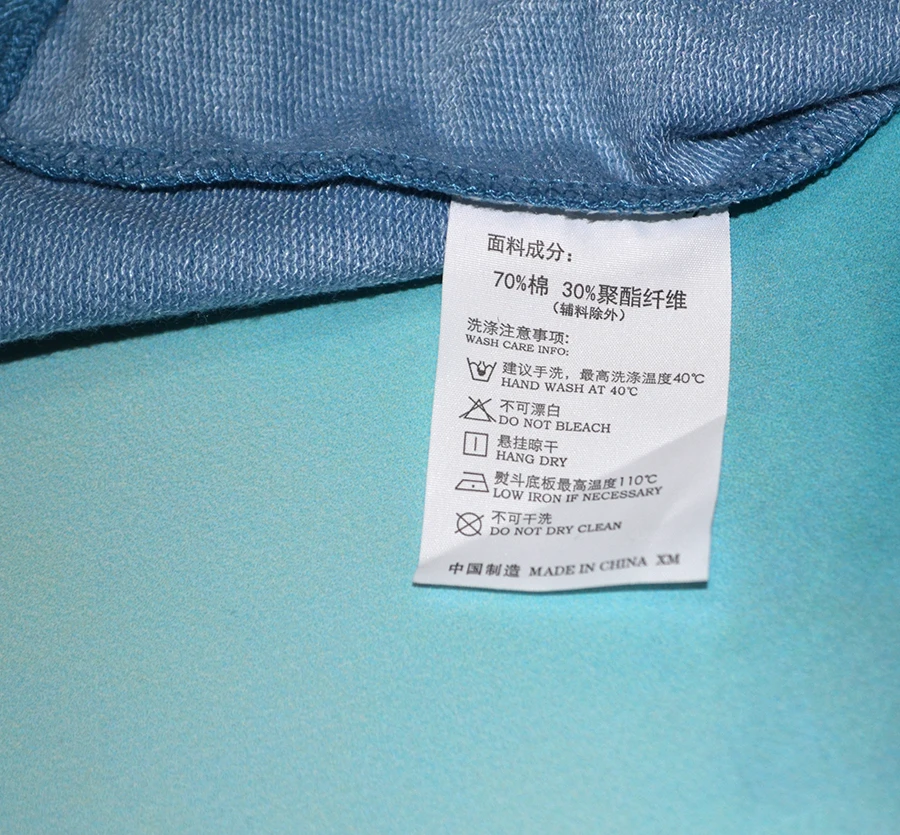 面料成分：
70%棉 30%聚酯纤维
（辅料除外）
洗涤注意事项：
WASH CARE INFO:
建议手洗，最高洗涤温度40℃
HAND WASH AT 40℃
不可漂白
DO NOT BLEACH
悬挂晾干
HANG DRY
熨斗底板最高温度110℃
LOW IRON IF NECESSARY
不可干洗
DO NOT DRY CLEAN
中国制造 MADE IN CHINA XM